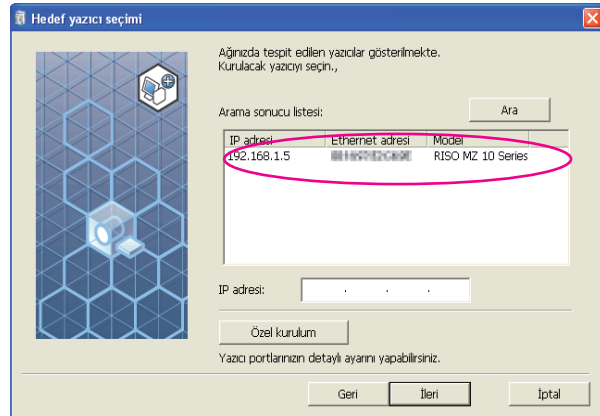 Hedef yazıcı seçimi
Ağınızda tespit edilen yazıcılar gösterilmekte.
Kurulacak yazıcıyı seçin.,
Arama sonucu listesi:
Ara
IP adresi Ethernet adresi Model
192.168.1.5 RISO MZ 10 Series
IP adresi: . . .
Özel kurulum
Yazıcı portlarınızın detaylı ayarını yapabilirsiniz.
Geri İleri İptal